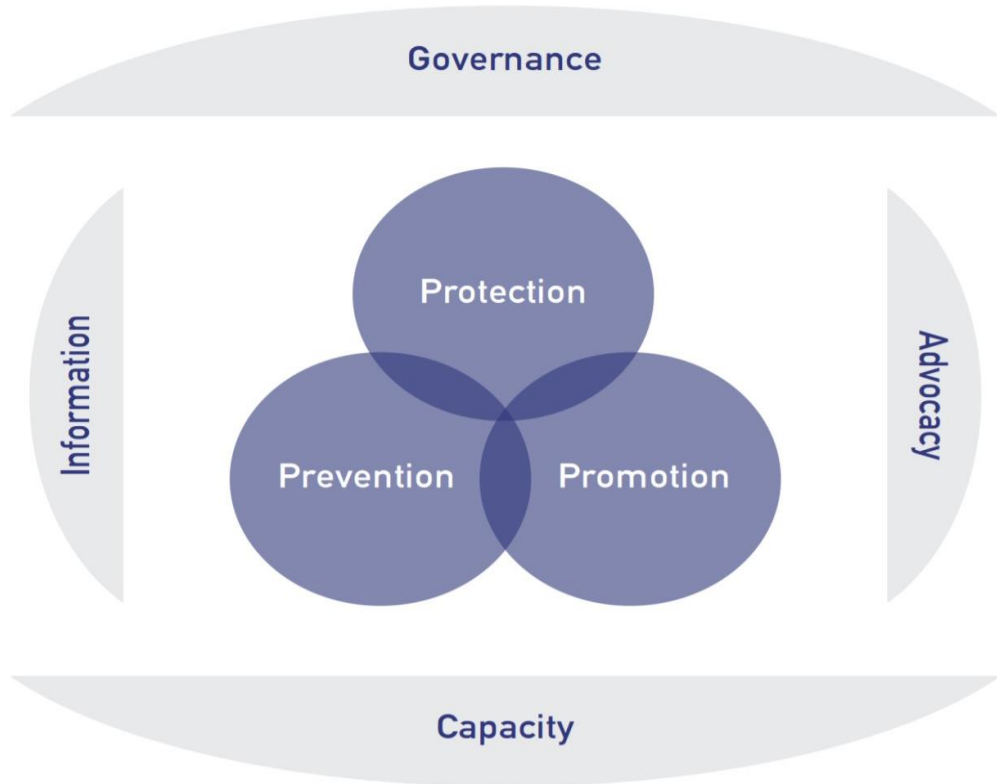 Governance
Protection
Information
Advocacy
Prevention
Promotion
Capacity